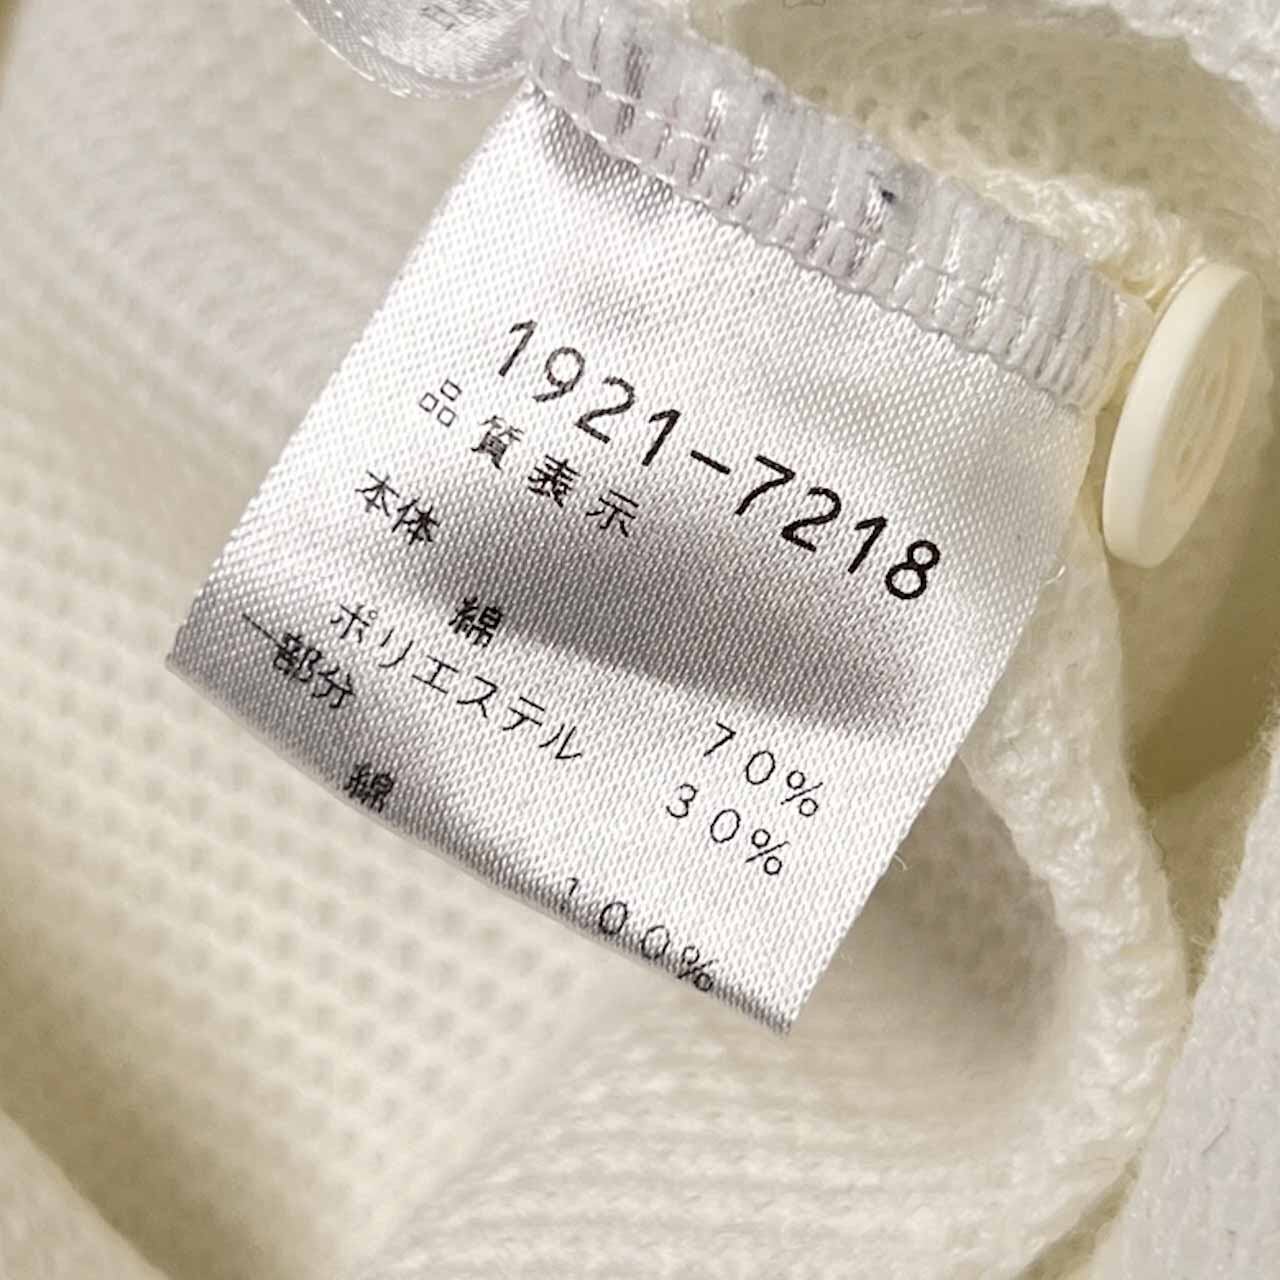 1921-7218
品質表示
本体
綿 70%
ポリエステル 30%
一部分
綿 100%